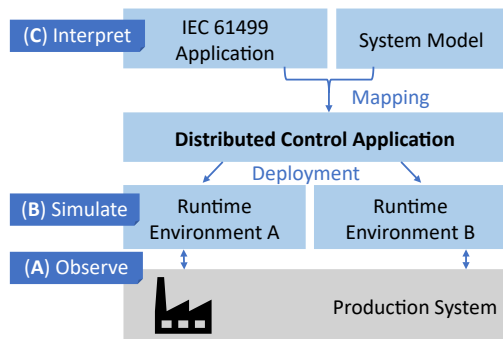 (C) Interpret
IEC 61499
Application
System Model
Mapping
Distributed Control Application
Deployment
(B) Simulate
Runtime
Environment A
Runtime
Environment B
(A) Observe
Production System